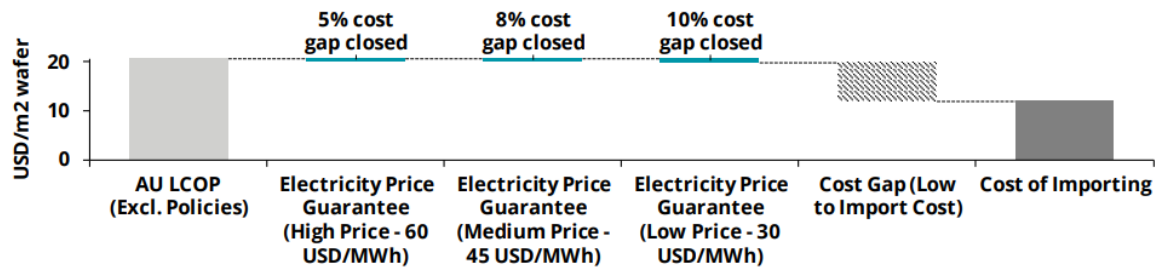 5% cost
gap closed
8% cost
gap closed
10% cost
gap closed
USD/m2 wafer
20
10
0
AU LCOP
(Excl. Policies)
Electricity Price
Guarantee
(High Price - 60
USD/MWh)
Electricity Price
Guarantee
(Medium Price -
45 USD/MWh)
Electricity Price
Guarantee
(Low Price - 30
USD/MWh)
Cost Gap (Low
to Import Cost)
Cost of Importing